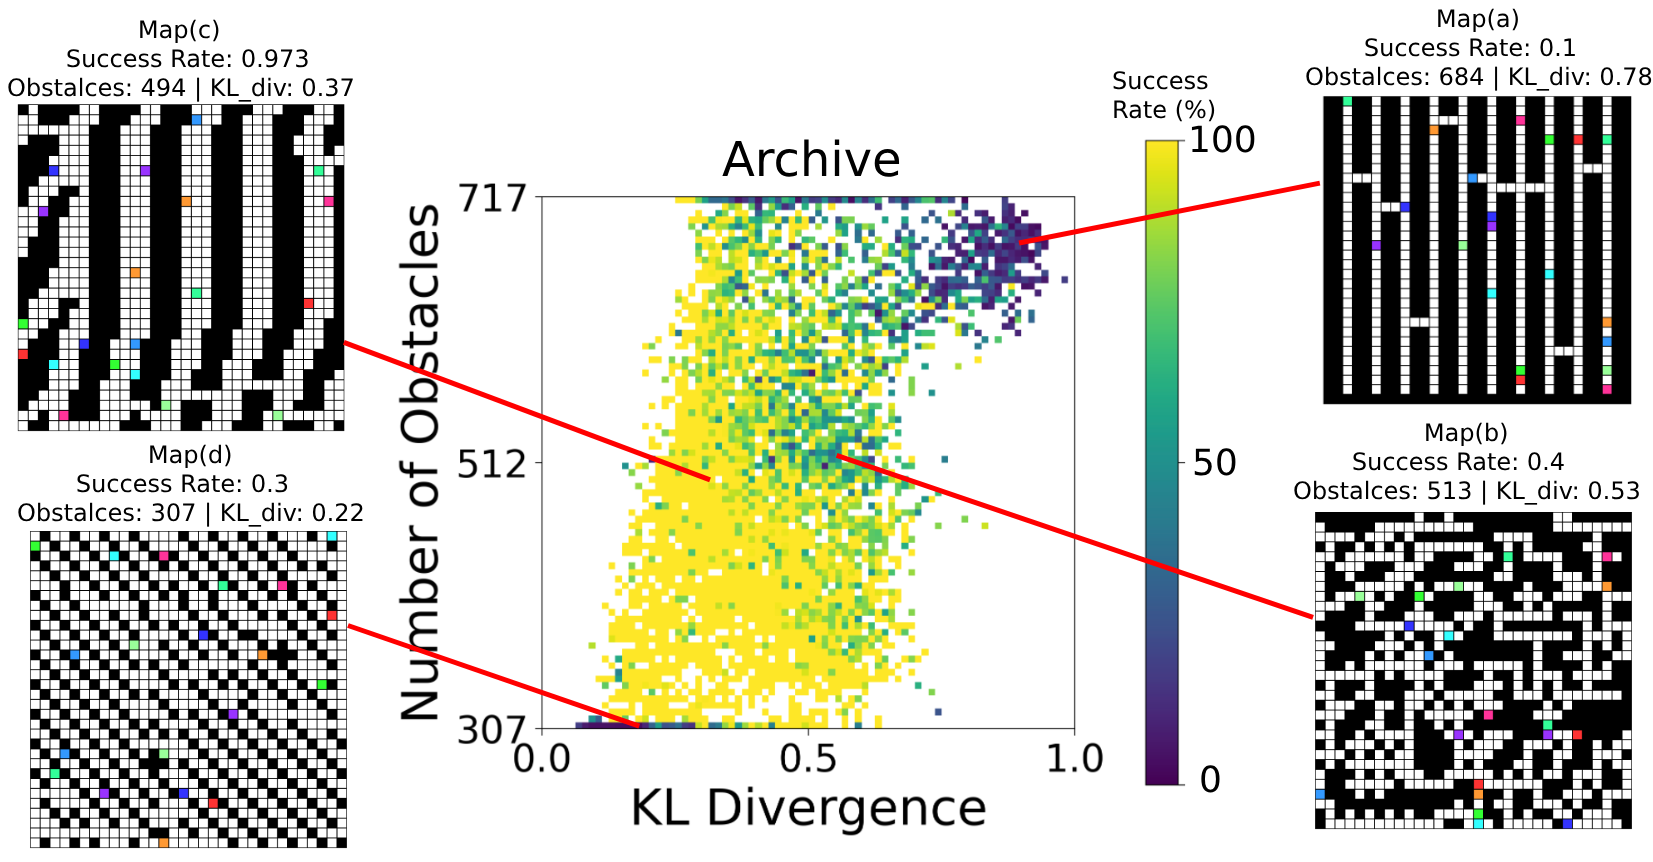 Map(c)
Success Rate: 0.973
Obstalces: 494 | KL_div: 0.37
Map(d)
Success Rate: 0.3
Obstalces: 307 | KL_div: 0.22
Archive
Number of Obstacles
717
512
307
0.0
0.5
1.0
KL Divergence
Success
Rate (%)
100
50
0
Map(a)
Success Rate: 0.1
Obstalces: 684 | KL_div: 0.78
Map(b)
Success Rate: 0.4
Obstalces: 513 | KL_div: 0.53